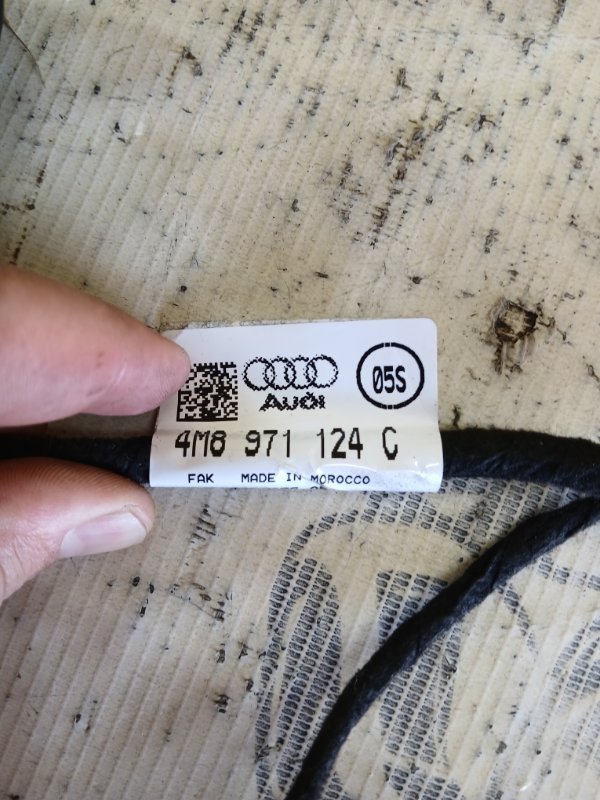 05S
Audi
4M8 971 124 C
FAK MADE IN MOROCCO